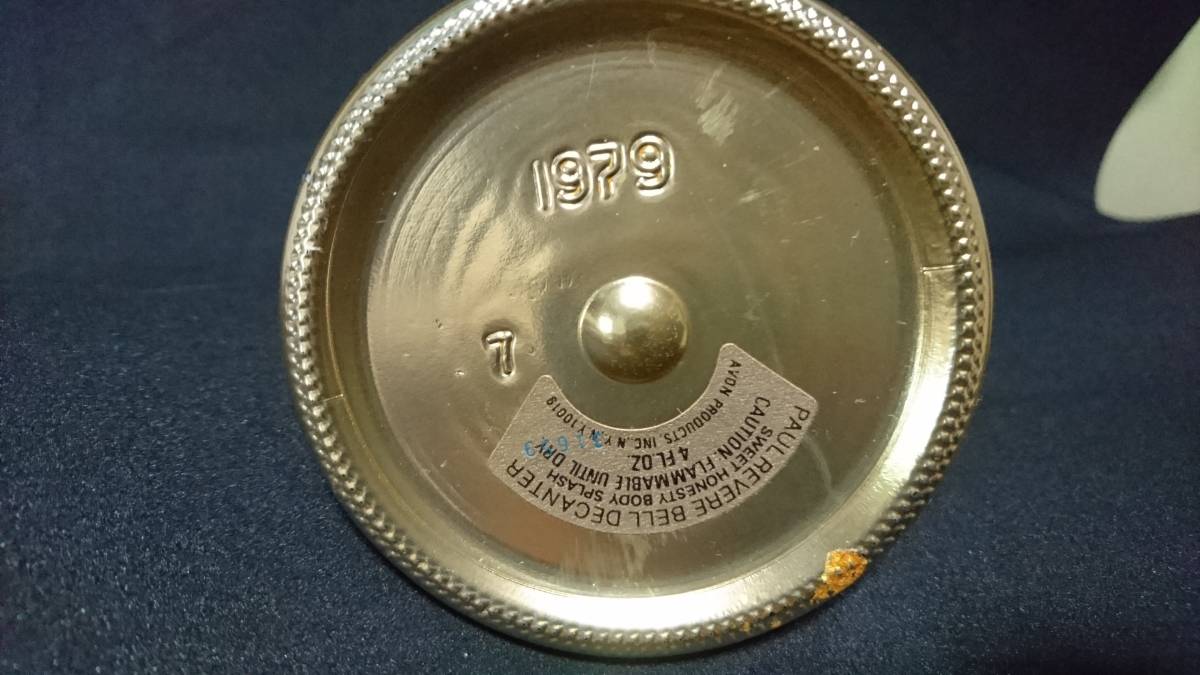 1979
7
PAUL REVERE BELL DECANTER
SWEET HONESTY BODY SPLASH
CAUTION: FLAMMABLE UNTIL DRY
4 FL. OZ.
AVON PRODUCTS, INC., N.Y., N.Y. 10019